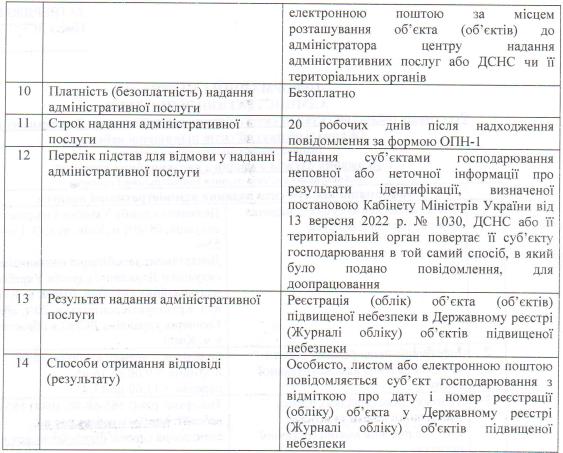 електронною поштою за місцем
розташування об’єкта (об’єктів) до
адміністратора центру надання
адміністративних послуг або ДСНС чи її
територіальних органів
10 Платність (безоплатність) надання Безоплатно
адміністративної послуги
11 Строк надання адміністративної 20 робочих днів після надходження
послуги повідомлення за формою ОПН-1
12 Перелік підстав для відмови у наданні Надання суб’єктами господарювання
адміністративної послуги неповної або неточної інформації про
результати ідентифікації, визначеної
постановою Кабінету Міністрів України від
13 вересня 2022 р. № 1030, ДСНС або її
територіальний орган повертає її суб’єкту
господарювання в той самий спосіб, в який
було подано повідомлення, для
доопрацювання
13 Результат надання адміністративної Реєстрація (облік) об’єкта (об’єктів)
послуги підвищеної небезпеки в Державному реєстрі
(Журналі обліку) об’єктів підвищеної
небезпеки
14 Способи отримання відповіді Особисто, листом або електронною поштою
(результату) повідомляється суб’єкт господарювання з
відміткою про дату і номер реєстрації
(обліку) об’єкта у Державному реєстрі
(Журналі обліку) об'єктів підвищеної
небезпеки